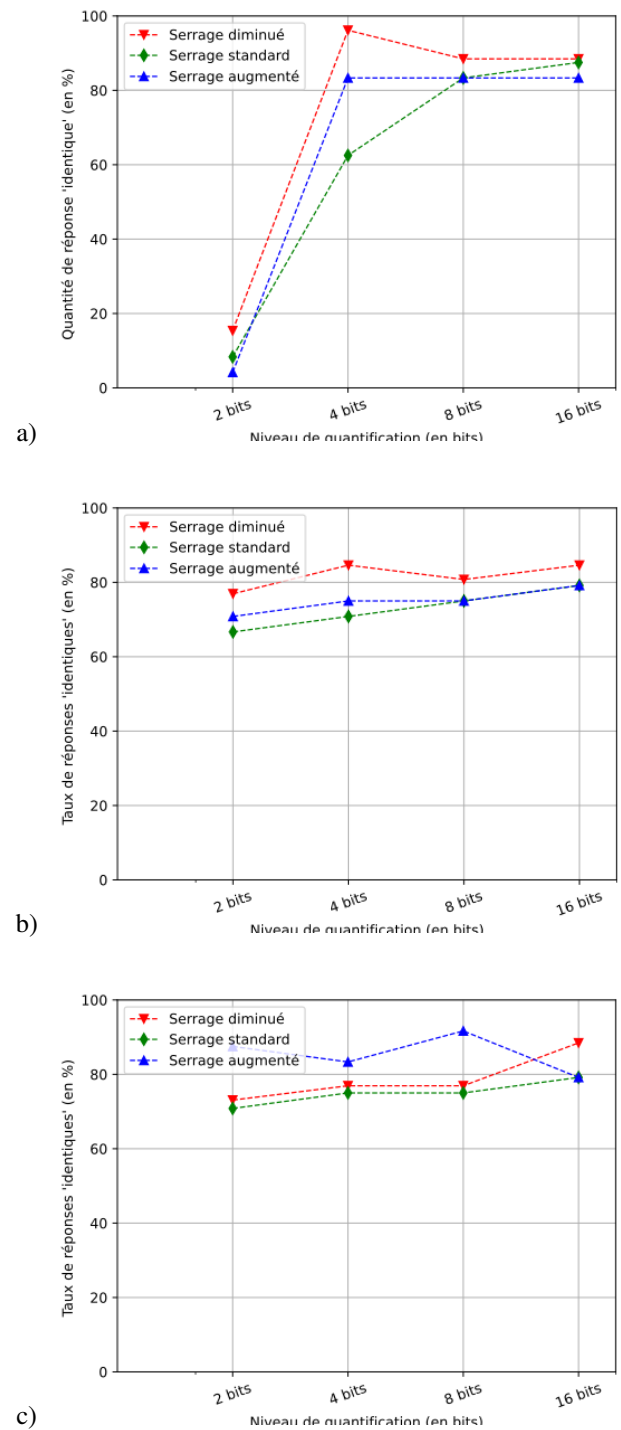 100
80
60
40
20
0
Quantité de réponse 'identique' (en %)
Serrage diminué
Serrage standard
Serrage augmenté
2 bits
4 bits
8 bits
16 bits
Niveau de quantification (en bits)
a)
100
80
60
40
20
0
Taux de réponses 'identiques' (en %)
Serrage diminué
Serrage standard
Serrage augmenté
2 bits
4 bits
8 bits
16 bits
Niveau de quantification (en bits)
b)
100
80
60
40
20
0
Taux de réponses 'identiques' (en %)
Serrage diminué
Serrage standard
Serrage augmenté
2 bits
4 bits
8 bits
16 bits
Niveau de quantification (en bits)
c)